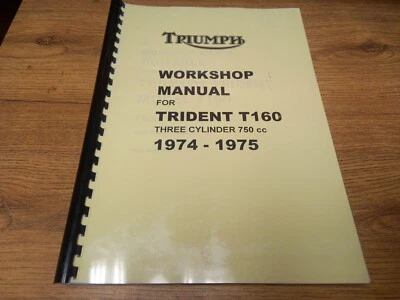 TRIUMPH
WORKSHOP
MANUAL
FOR
TRIDENT T160
THREE CYLINDER 750 cc
1974 - 1975